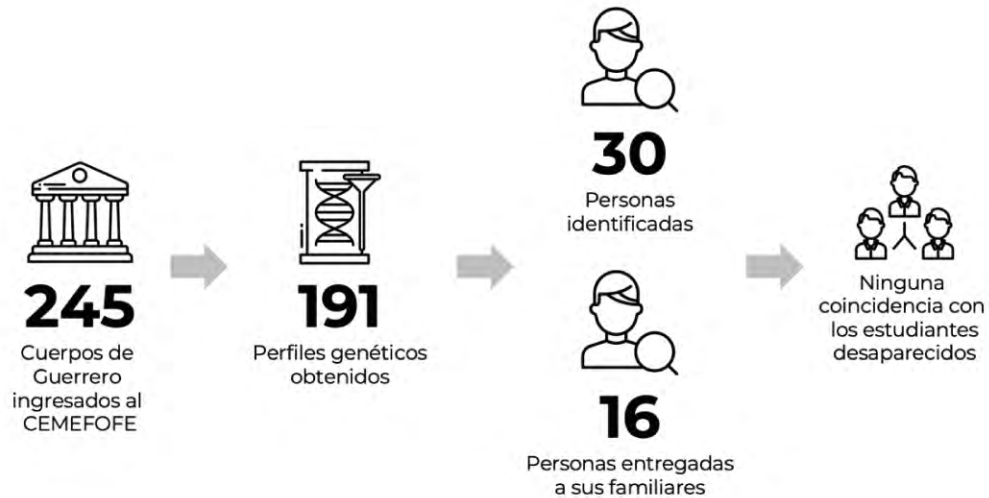 245
Cuerpos de
Guerrero
ingresados al
CEMEFOFE
191
Perfiles genéticos
obtenidos
30
Personas
identificadas
16
Personas entregadas
a sus familiares
Ninguna
coincidencia con
los estudiantes
desaparecidos